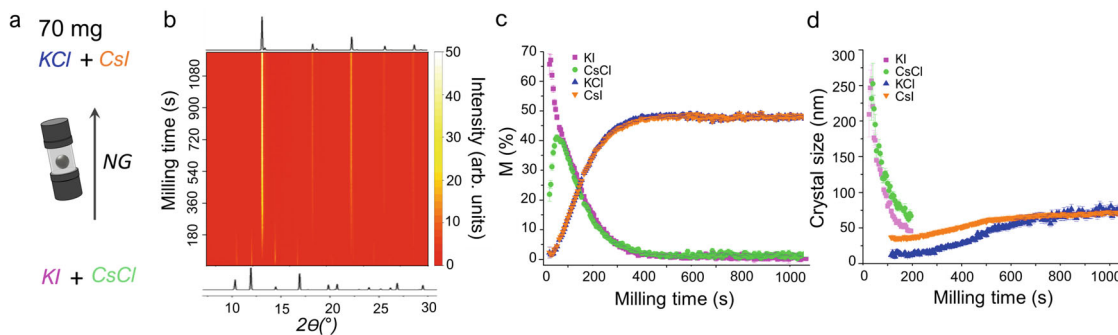 a
70 mg
KCl + CsI
NG
KI + CsCl
b
Milling time (s)
1080
900
720
540
360
180
10 15 20 25 30
2θ(°)
50
40
30
20
10
0
Intensity (arb. units)
c
M (%)
70
60
50
40
30
20
10
0
KI
CsCl
KCl
CsI
0 200 400 600 800 1000
Milling time (s)
d
Crystal size (nm)
300
250
200
150
100
50
0
KI
CsCl
KCl
CsI
0 200 400 600 800 1000
Milling time (s)